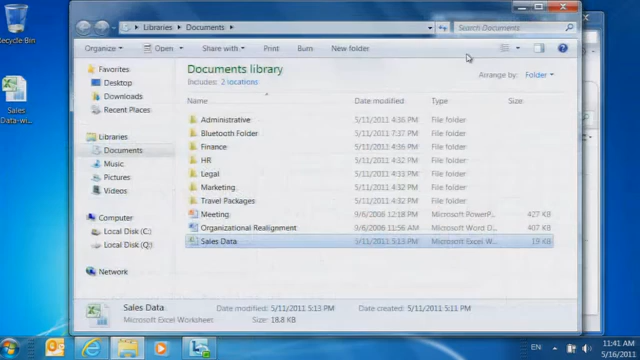 Recycle Bin
Sales
Data-wi...
Libraries ▸ Documents ▸
Search Documents
Organize ▾ Open ▾ Share with ▾ Print Burn New folder
Favorites
Desktop
Downloads
Recent Places
Libraries
Documents
Music
Pictures
Videos
Computer
Local Disk (C:)
Local Disk (Q:)
Network
Documents library
Includes: 2 locations
Arrange by: Folder ▾
Name Date modified Type Size
Administrative 5/11/2011 4:36 PM File folder
Bluetooth Folder 5/11/2011 7:37 PM File folder
Finance 5/11/2011 4:36 PM File folder
HR 5/11/2011 4:32 PM File folder
Legal 5/11/2011 4:32 PM File folder
Marketing 5/11/2011 4:32 PM File folder
Travel Packages 5/11/2011 4:32 PM File folder
Meeting 9/6/2006 12:18 PM Microsoft PowerP... 427 KB
Organizational Realignment 9/6/2006 11:56 AM Microsoft Word D... 407 KB
Sales Data 5/11/2011 5:13 PM Microsoft Excel W... 19 KB
Sales Data Date modified: 5/11/2011 5:13 PM Date created: 5/11/2011 5:11 PM
Microsoft Excel Worksheet Size: 18.8 KB
EN
11:41 AM
5/16/2011